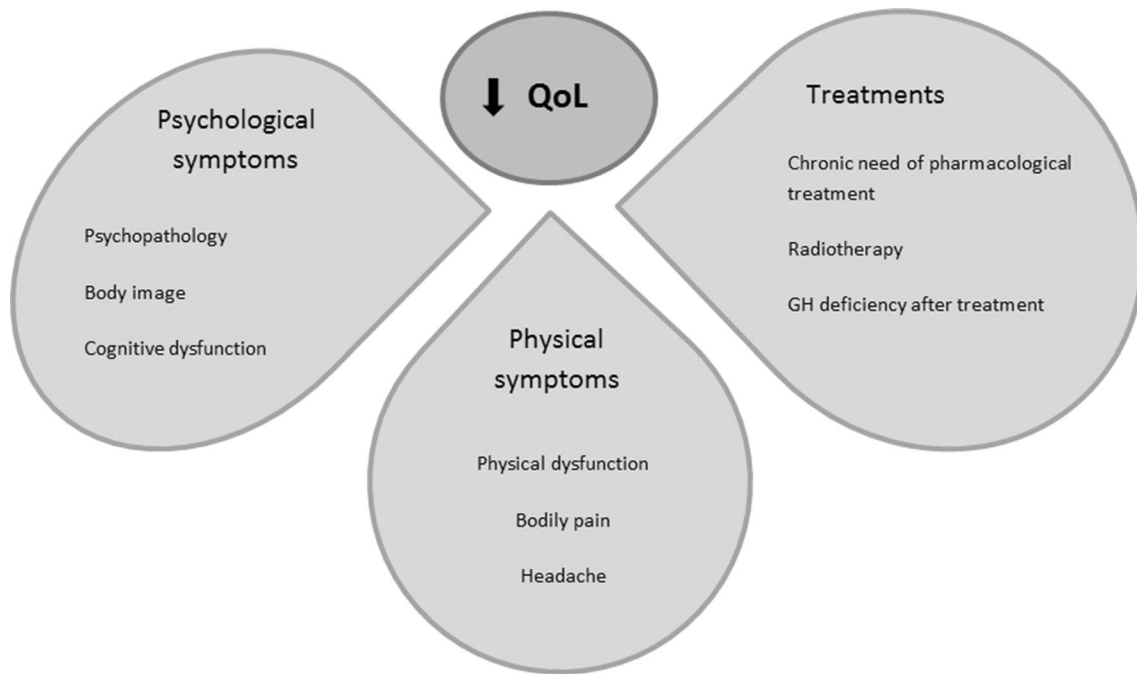 QoL
Psychological
symptoms
Psychopathology
Body image
Cognitive dysfunction
Physical
symptoms
Physical dysfunction
Bodily pain
Headache
Treatments
Chronic need of pharmacological
treatment
Radiotherapy
GH deficiency after treatment